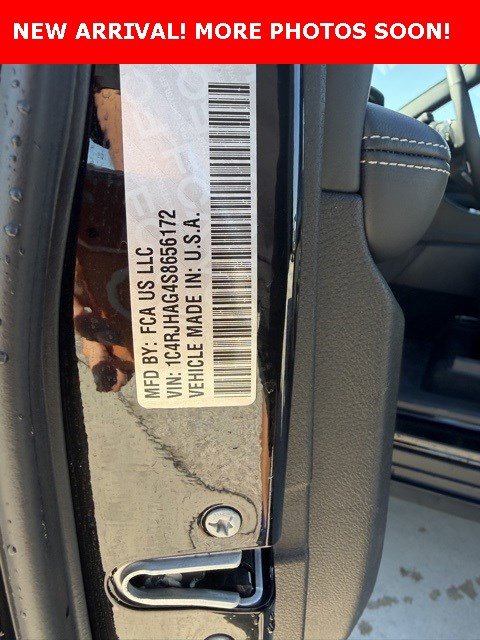 NEW ARRIVAL! MORE PHOTOS SOON!
MFD BY: FCA US LLC
VIN: 1C4RJHAG4S8656172
VEHICLE MADE IN: U.S.A.